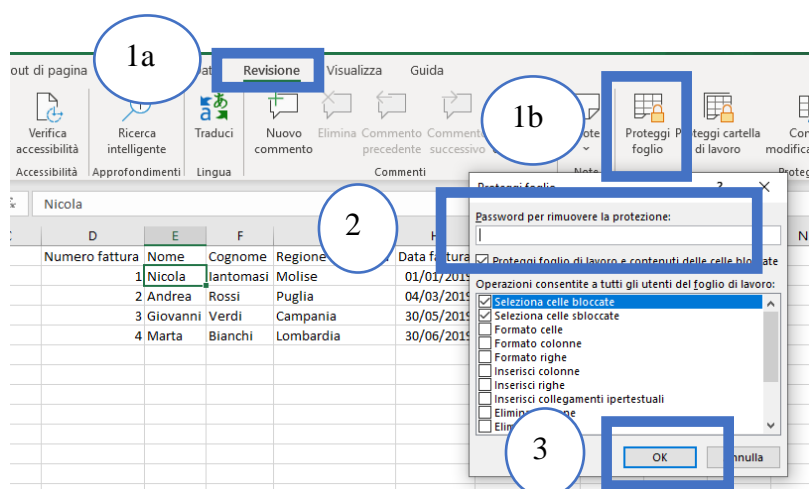 1a
1b
2
3
out di pagina
Revisione
Visualizza
Guida
Verifica
accessibilità
Ricerca
intelligente
Traduci
Nuovo
commento
Elimina
Commento
precedente
successivo
Proteggi
foglio
cartella
di lavoro
Accessibilità
Approfondimenti
Lingua
Commenti
Note
Nicola
Proteggi foglio
?
Password per rimuovere la protezione:
Proteggi foglio di lavoro e contenuti delle celle bloccate
Operazioni consentite a tutti gli utenti del foglio di lavoro:
Seleziona celle bloccate
Seleziona celle sbloccate
Formato celle
Formato colonne
Formato righe
Inserisci colonne
Inserisci righe
Inserisci collegamenti ipertestuali
OK
D E F H N
Numero fattura Nome Cognome Regione Data fattura
1 Nicola Iantomasi Molise 01/01/2019
2 Andrea Rossi Puglia 04/03/2019
3 Giovanni Verdi Campania 30/05/2019
4 Marta Bianchi Lombardia 30/06/2019